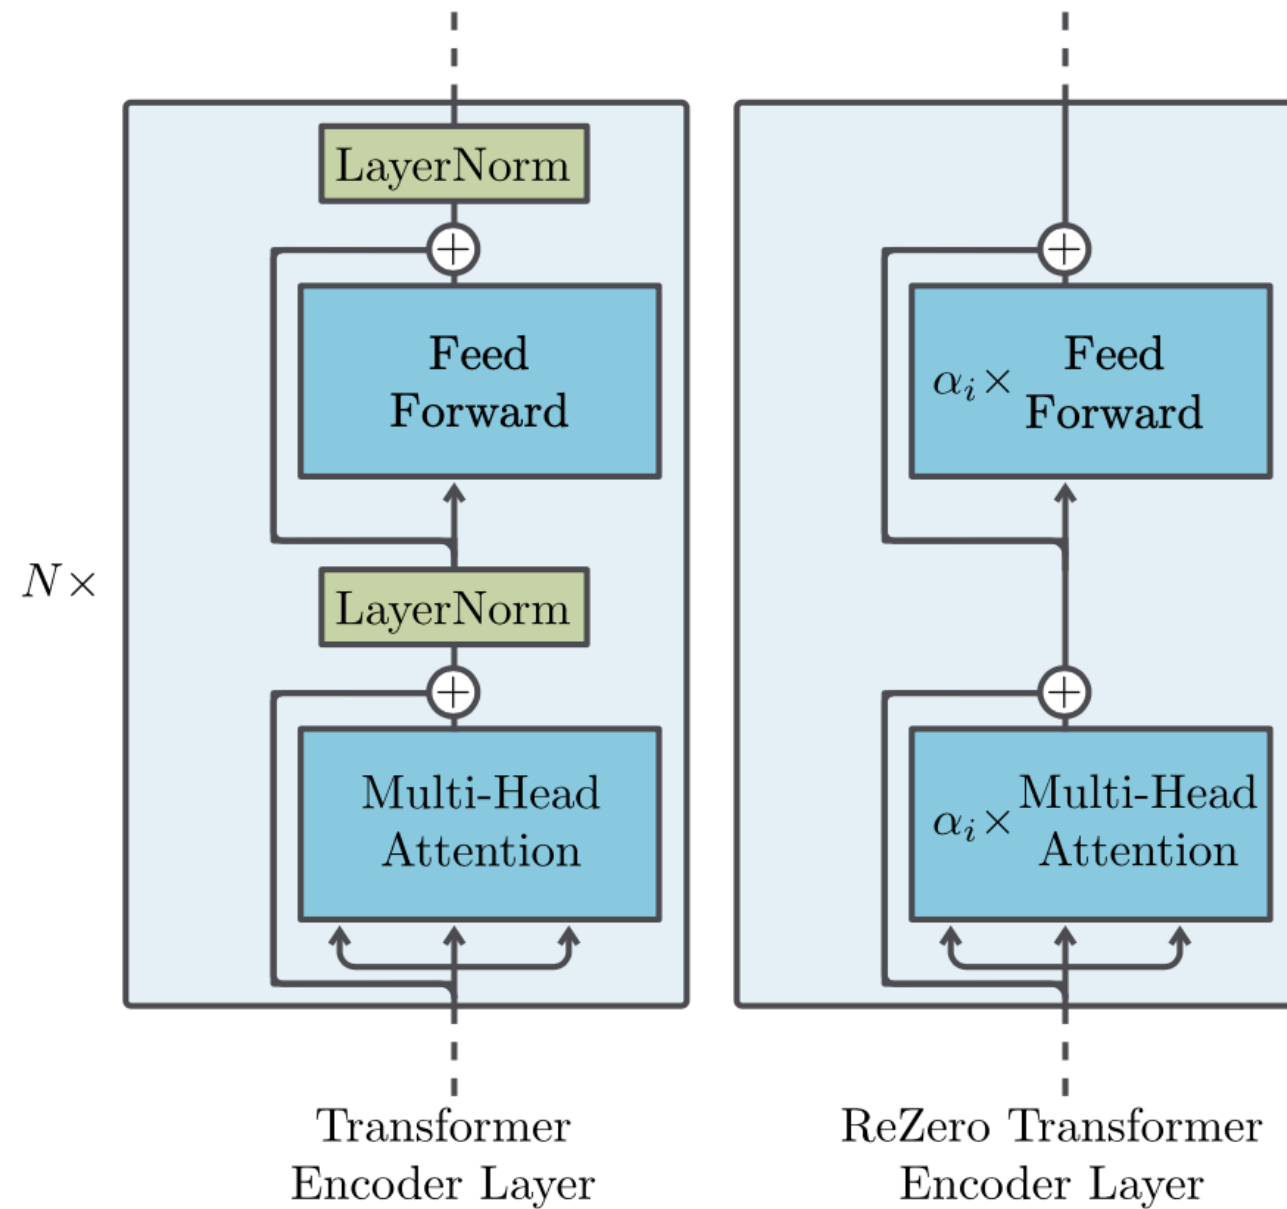 LayerNorm
Feed
Forward
N×
LayerNorm
Multi-Head
Attention
Transformer
Encoder Layer
αᵢ×
Feed
Forward
αᵢ×
Multi-Head
Attention
ReZero Transformer
Encoder Layer